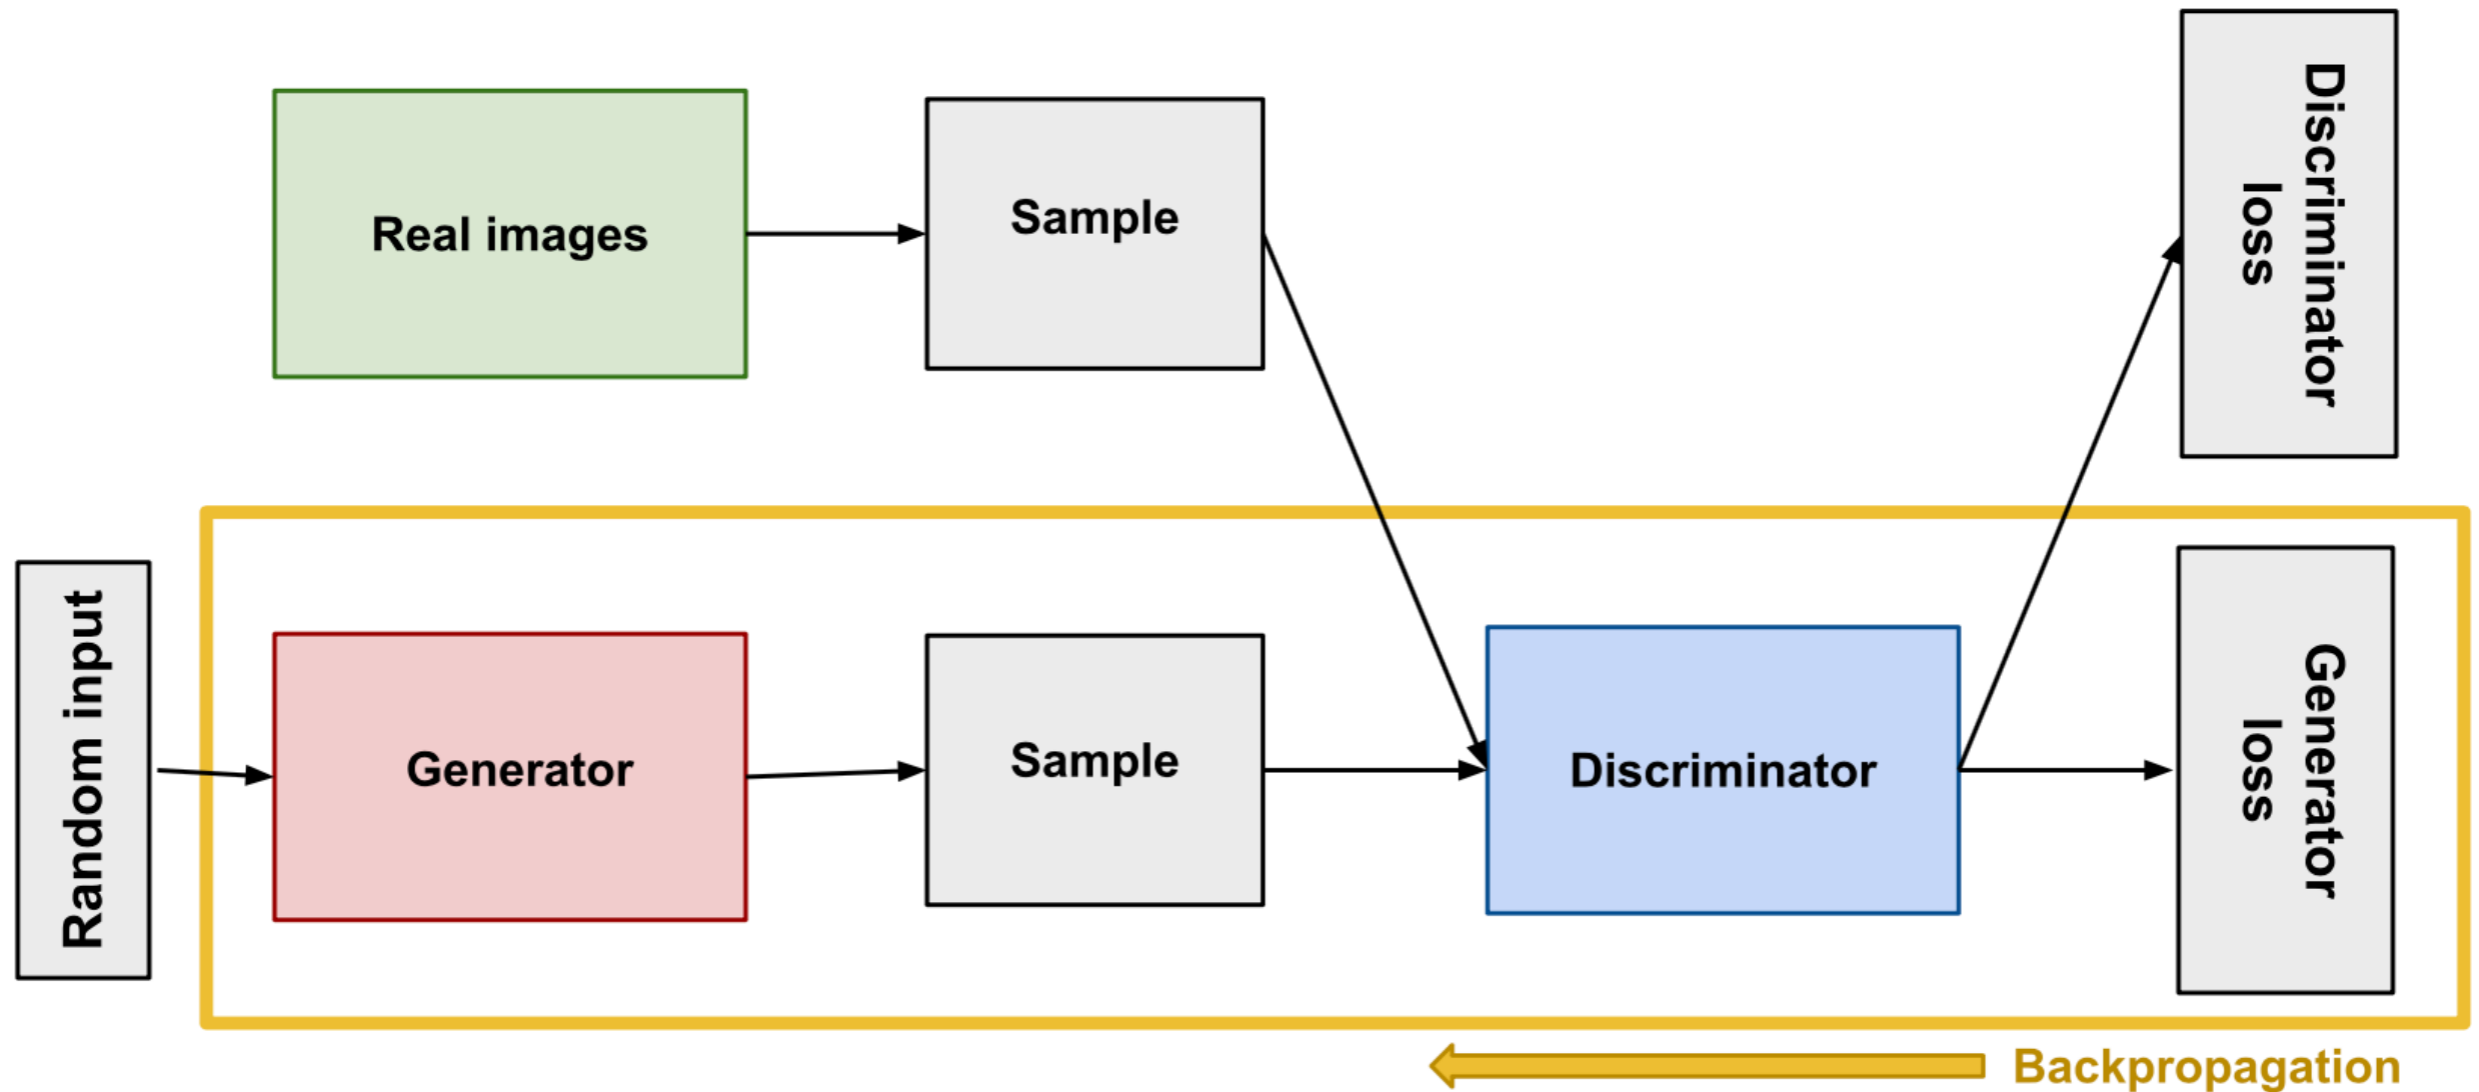 Real images
Sample
Discriminator
loss
Random input
Generator
Sample
Discriminator
Generator
loss
Backpropagation